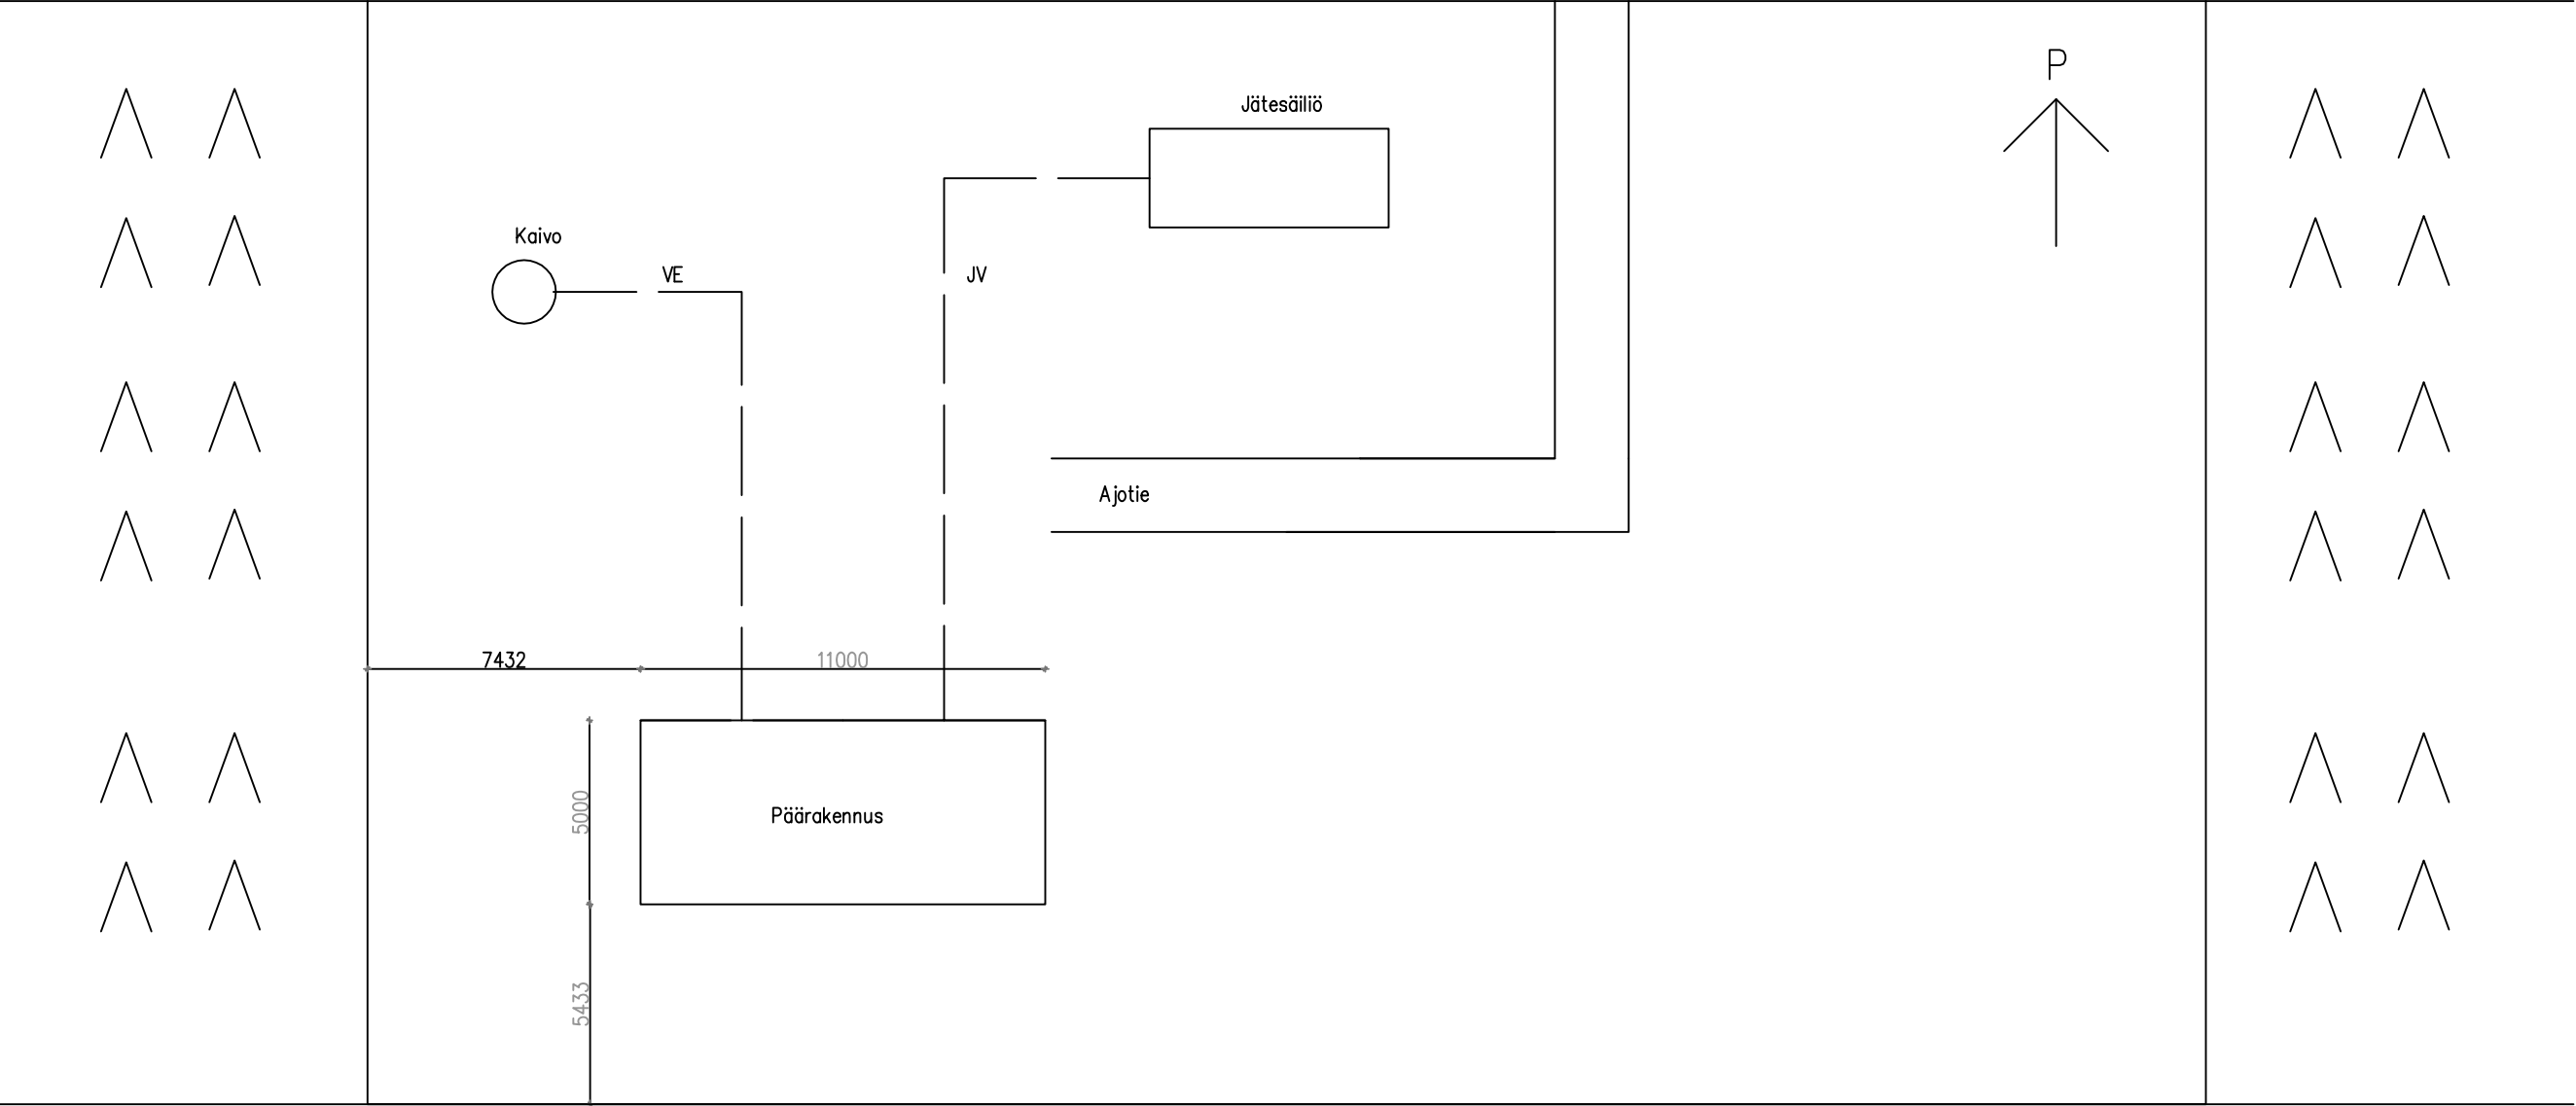 P
Jätesäiliö
Kaivo
VE
JV
Ajotie
7432
11000
5000
Päärakennus
5433